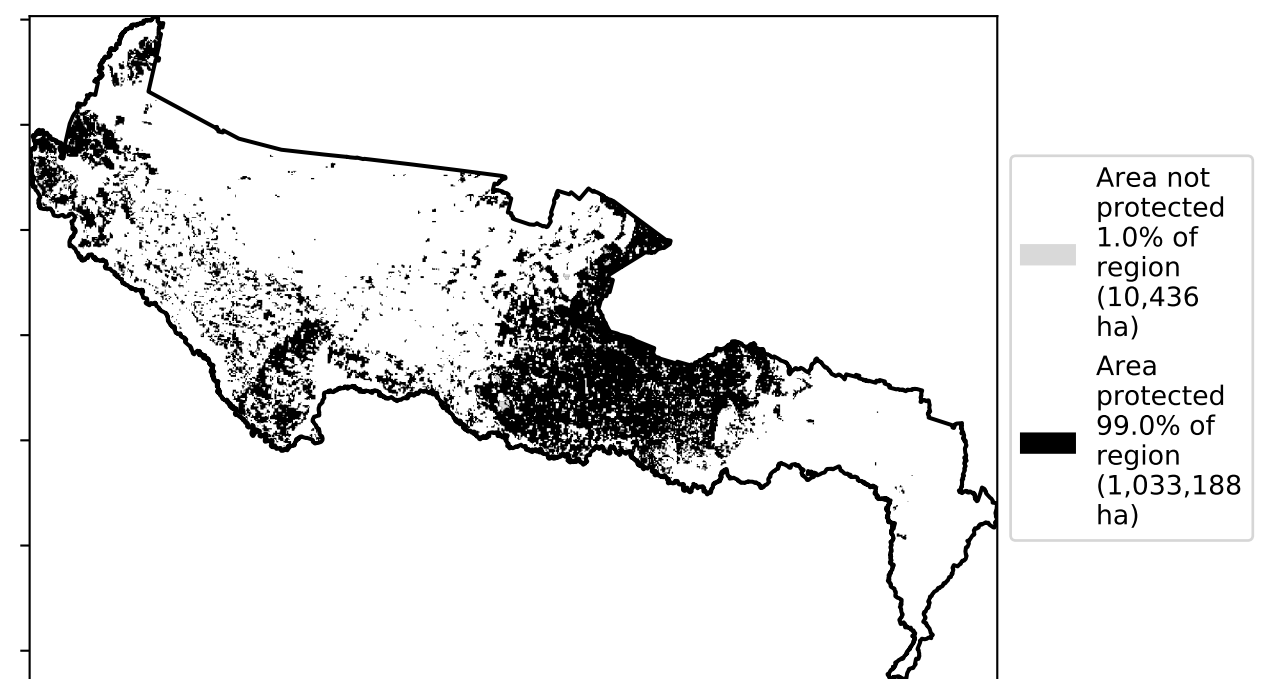 Area not
protected
1.0% of
region
(10,436
ha)
Area
protected
99.0% of
region
(1,033,188
ha)